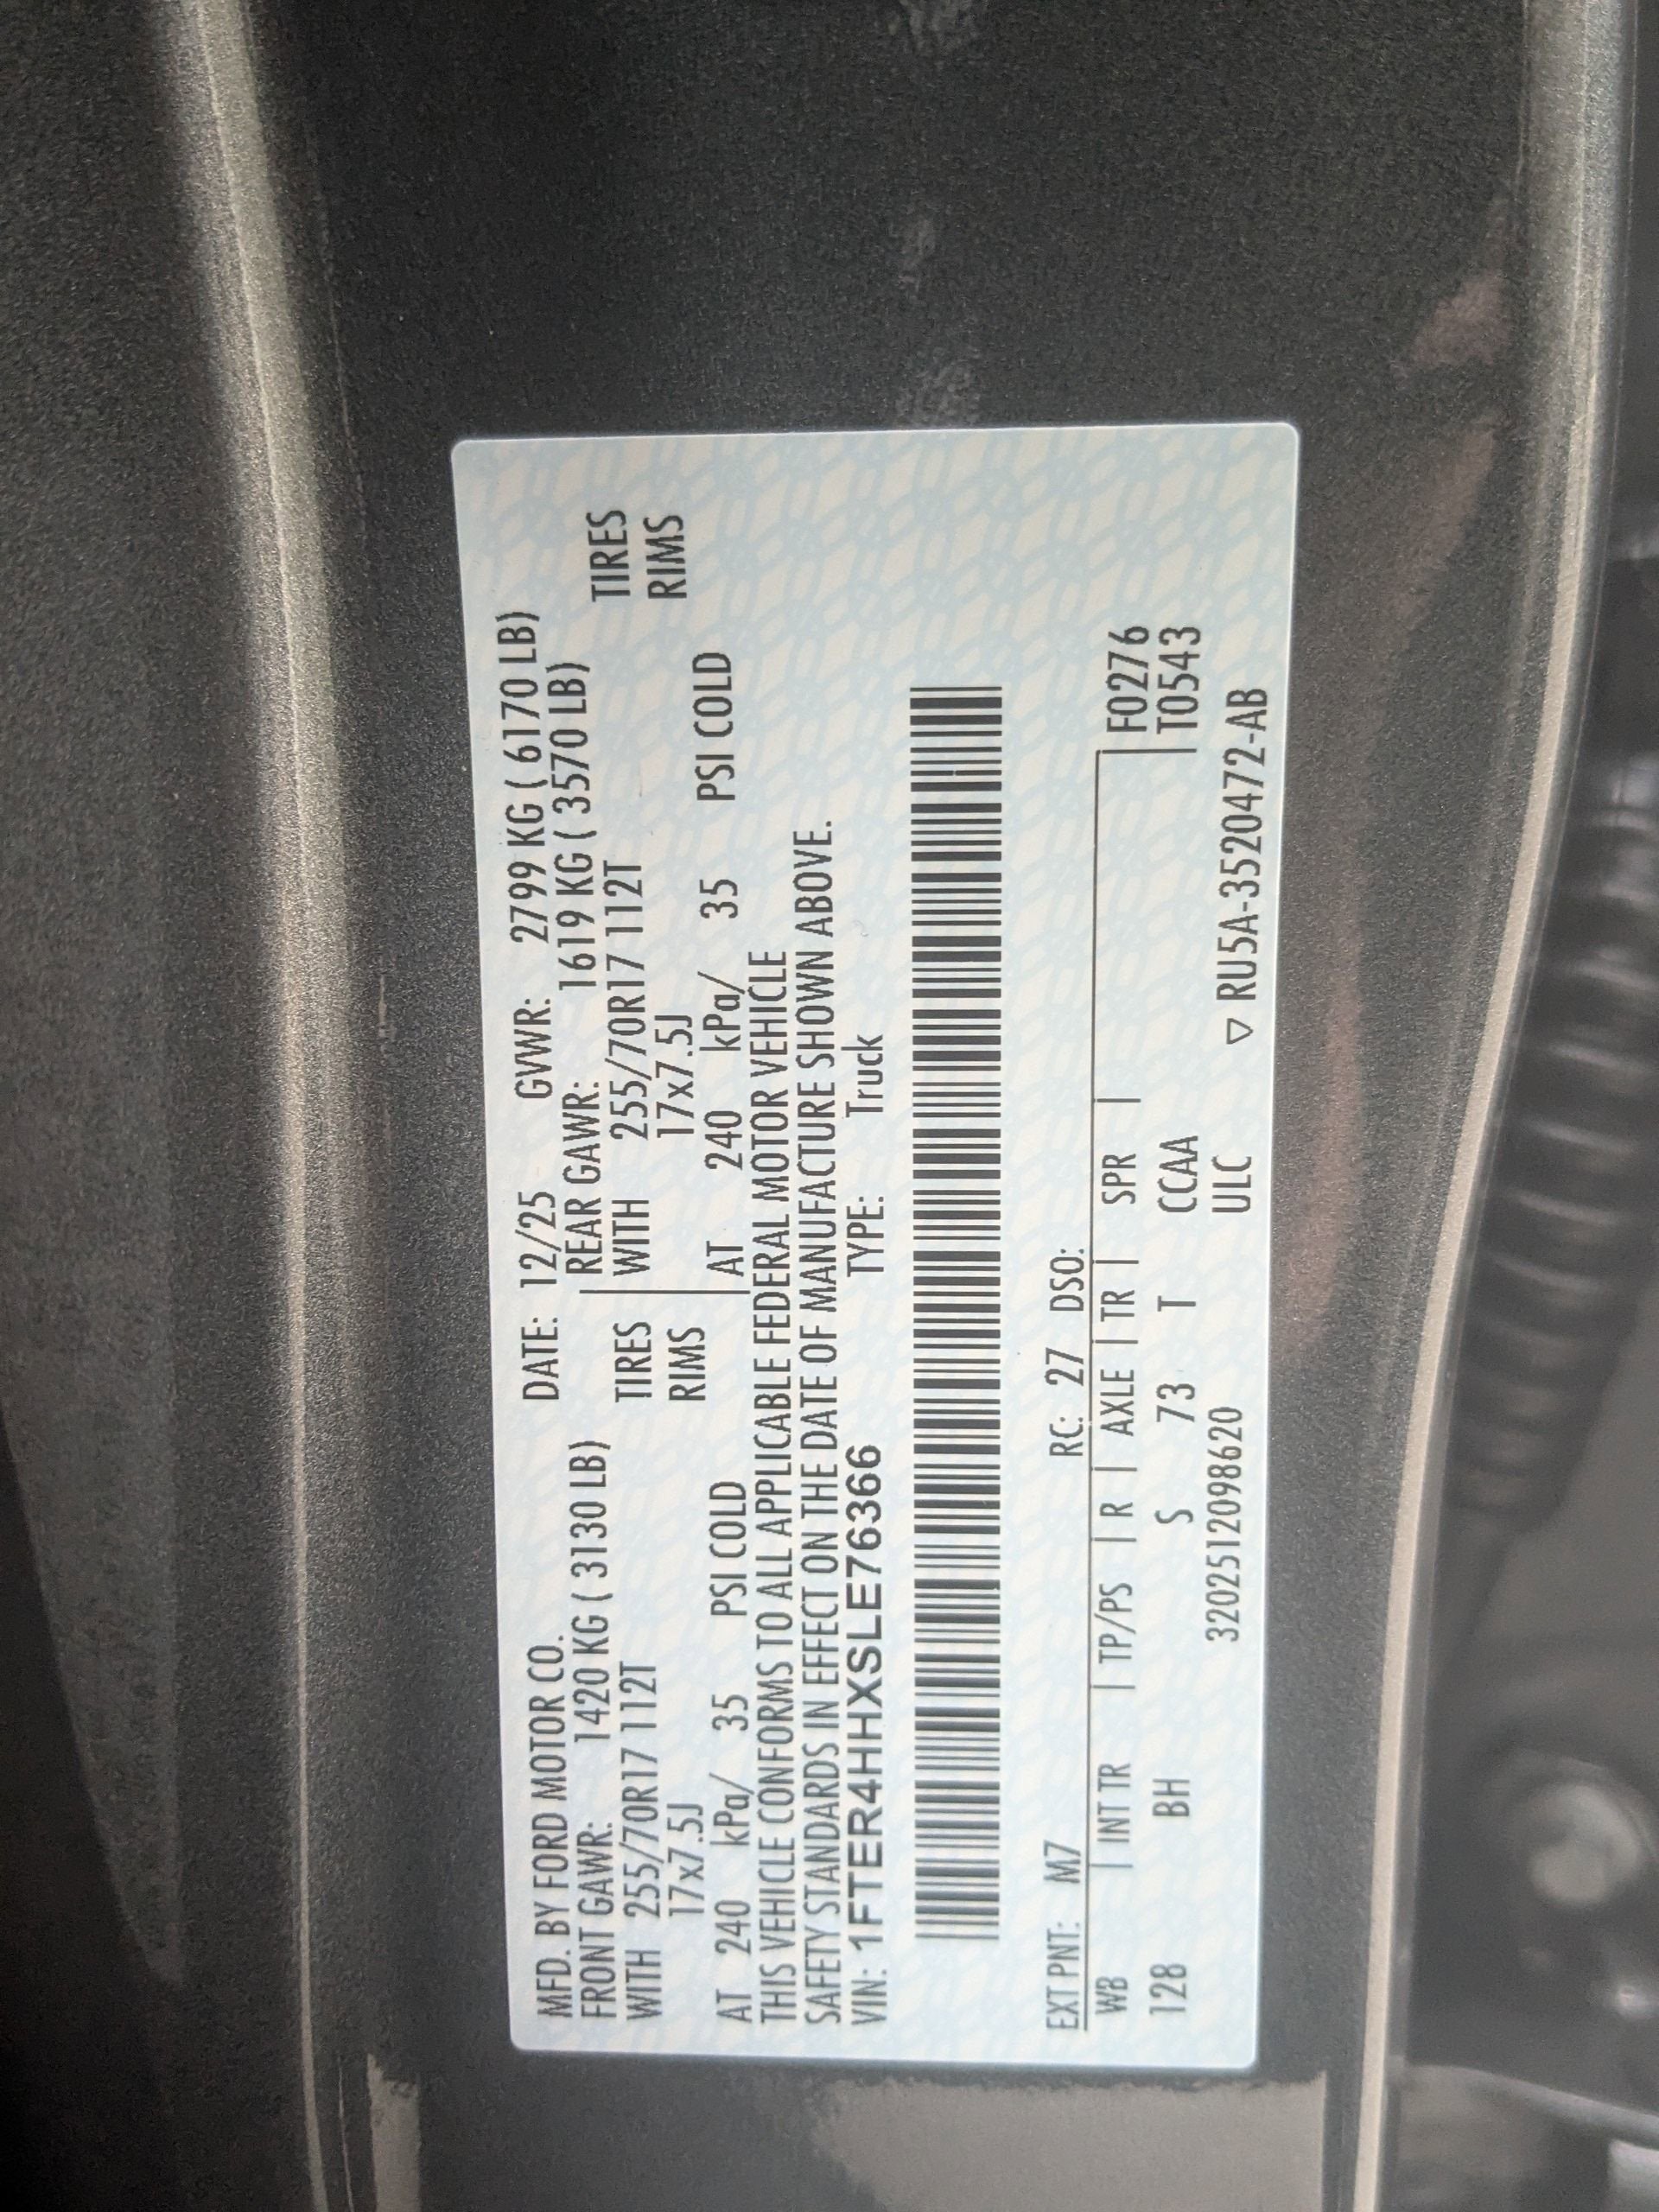 MFD. BY FORD MOTOR CO. DATE: 12/25 GVWR: 2799 KG ( 6170 LB)
FRONT GAWR: 1420 KG ( 3130 LB) REAR GAWR: 1619 KG ( 3570 LB)
WITH 255/70R17 112T TIRES WITH 255/70R17 112T TIRES
17x7.5J RIMS 17x7.5J RIMS
AT 240 kPa/ 35 PSI COLD AT 240 kPa/ 35 PSI COLD
THIS VEHICLE CONFORMS TO ALL APPLICABLE FEDERAL MOTOR VEHICLE
SAFETY STANDARDS IN EFFECT ON THE DATE OF MANUFACTURE SHOWN ABOVE.
VIN: 1FTER4HHXSLE76366 TYPE: Truck
EXT PNT: M7 RC: 27 DSO:
WB | INT TR | TP/PS | R | AXLE | TR | SPR | F0276
128 BH S 73 T CCAA T0543
3202512098620 ULC ▽ RU5A-3520472-AB